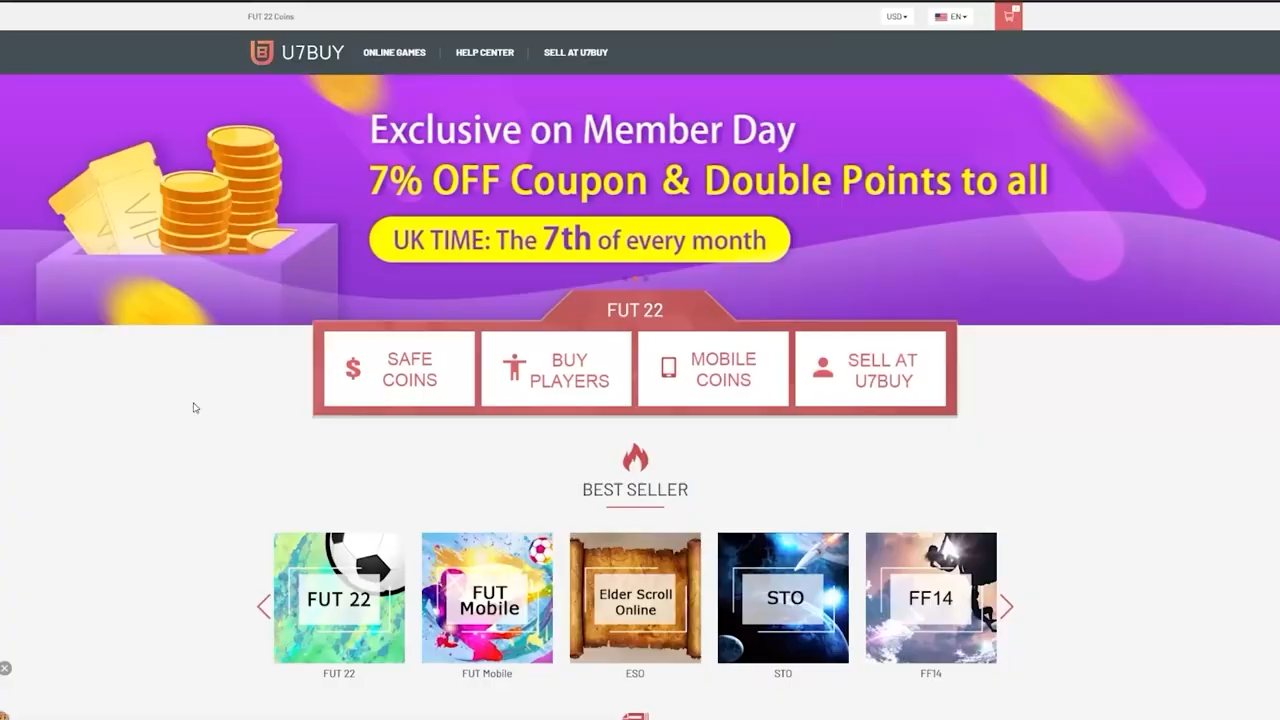 FUT 22 Coins
USD
EN
1
U7BUY
ONLINE GAMES
HELP CENTER
SELL AT U7BUY
Exclusive on Member Day
7% OFF Coupon & Double Points to all
UK TIME: The 7th of every month
VIP
FUT 22
SAFE
COINS
BUY
PLAYERS
MOBILE
COINS
SELL AT
U7BUY
BEST SELLER
FUT 22
FUT
Mobile
Elder Scroll
Online
STO
FF14
FUT 22
FUT Mobile
ESO
STO
FF14